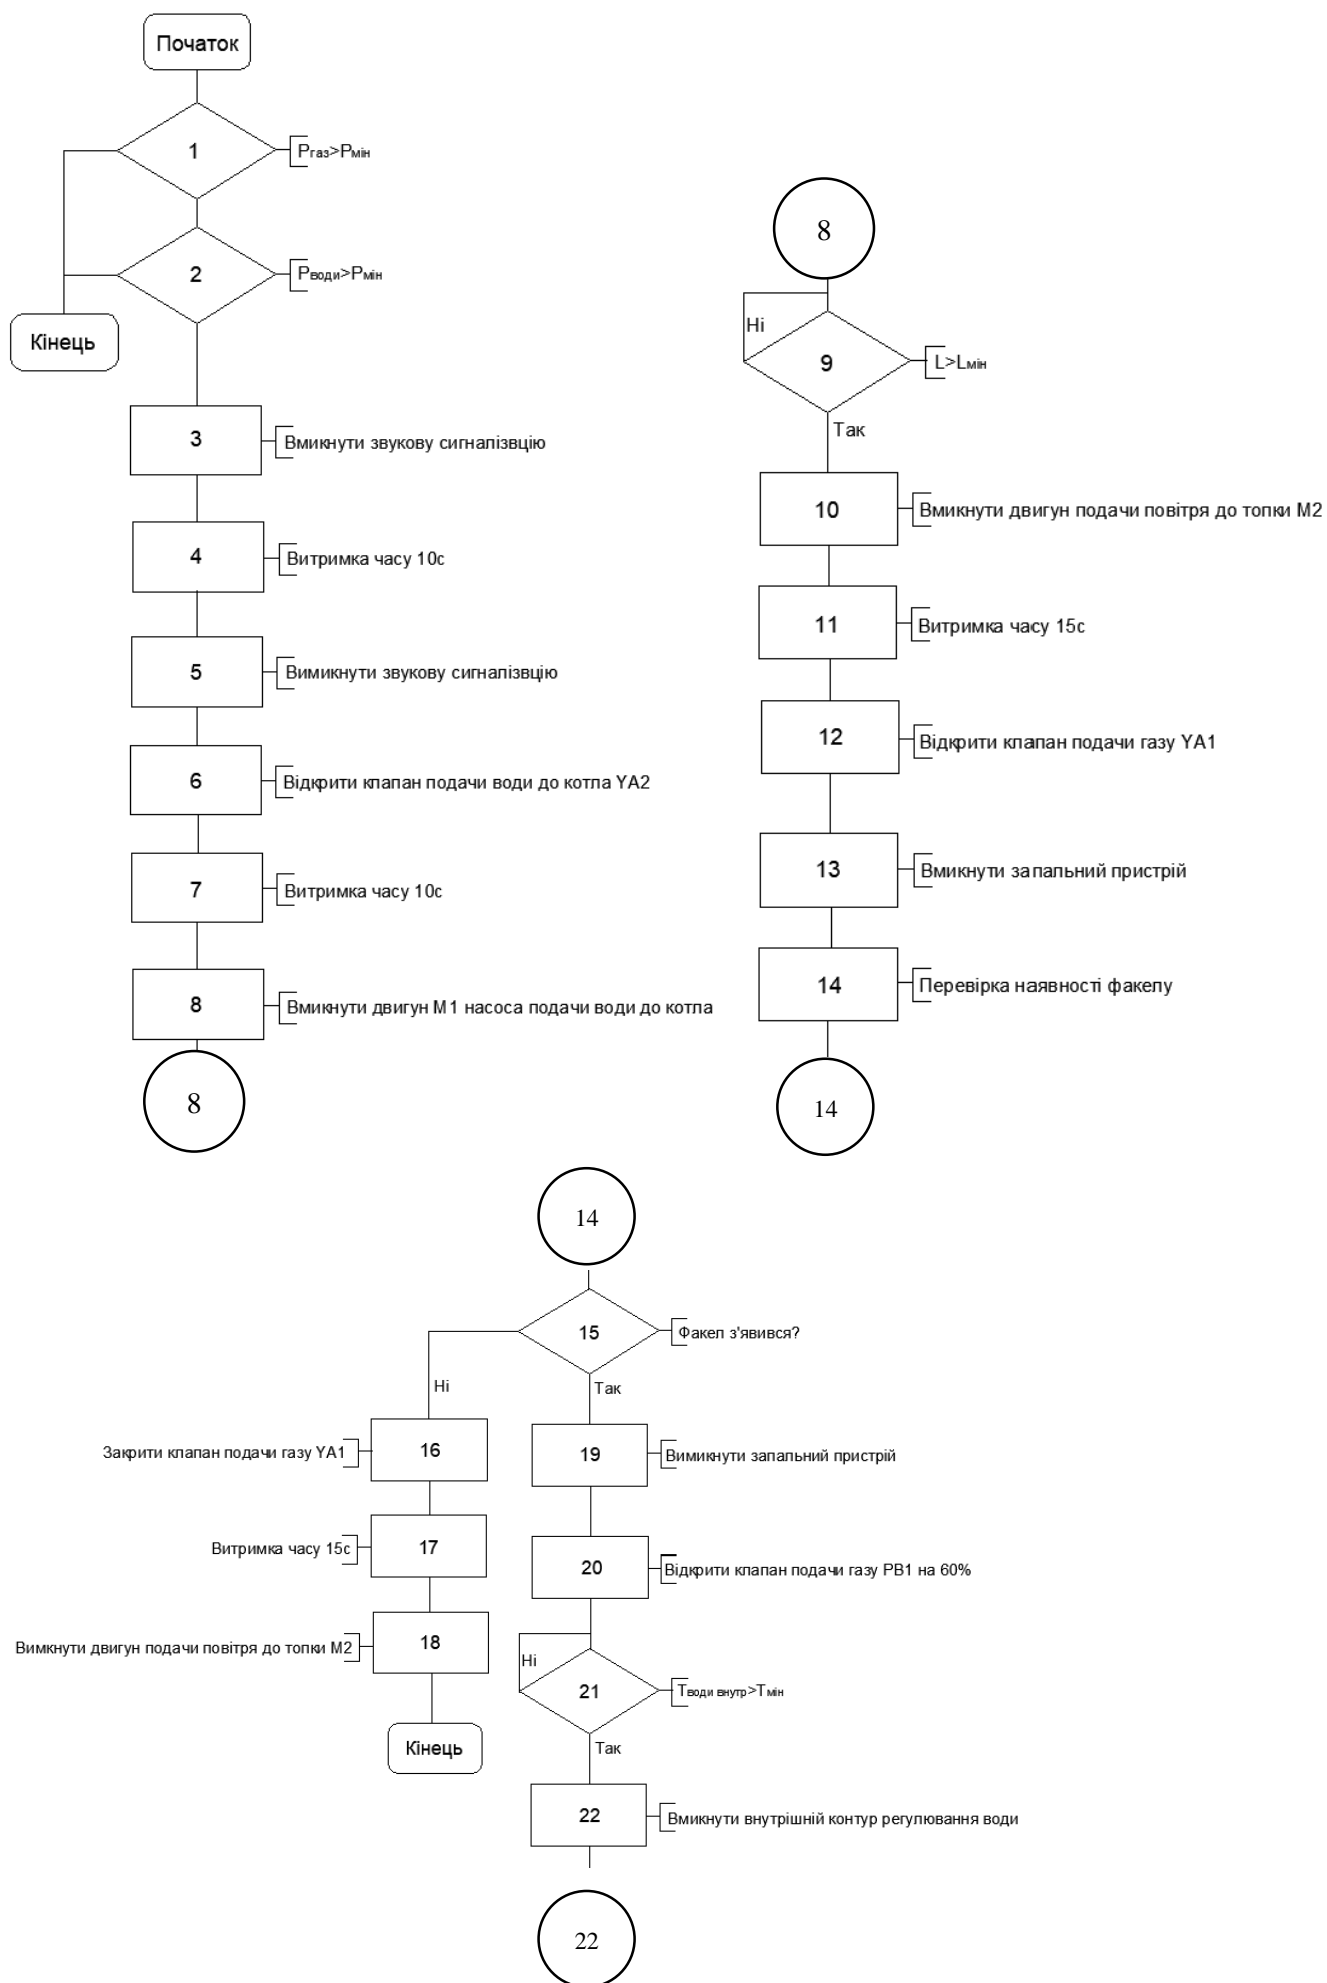 Початок
1
Pгаз>Pмін
2
Pводи>Pмін
Кінець
3
Вмикнути звукову сигналізвцію
4
Витримка часу 10с
5
Вимикнути звукову сигналізвцію
6
Відкрити клапан подачи води до котла YA2
7
Витримка часу 10с
8
Вмикнути двигун М1 насоса подачи води до котла
8
8
Ні
9
L>Lмін
Так
10
Вмикнути двигун подачи повітря до топки М2
11
Витримка часу 15с
12
Відкрити клапан подачи газу YA1
13
Вмикнути запальний пристрій
14
Перевірка наявності факелу
14
14
15
Факел з'явився?
Ні
Так
Закрити клапан подачи газу YA1
16
Витримка часу 15с
17
Вимкнути двигун подачи повітря до топки М2
18
Кінець
19
Вимикнути запальний пристрій
20
Відкрити клапан подачи газу РВ1 на 60%
Ні
21
Tводи внутр>Tмін
Так
22
Вмикнути внутрішній контур регулювання води
22